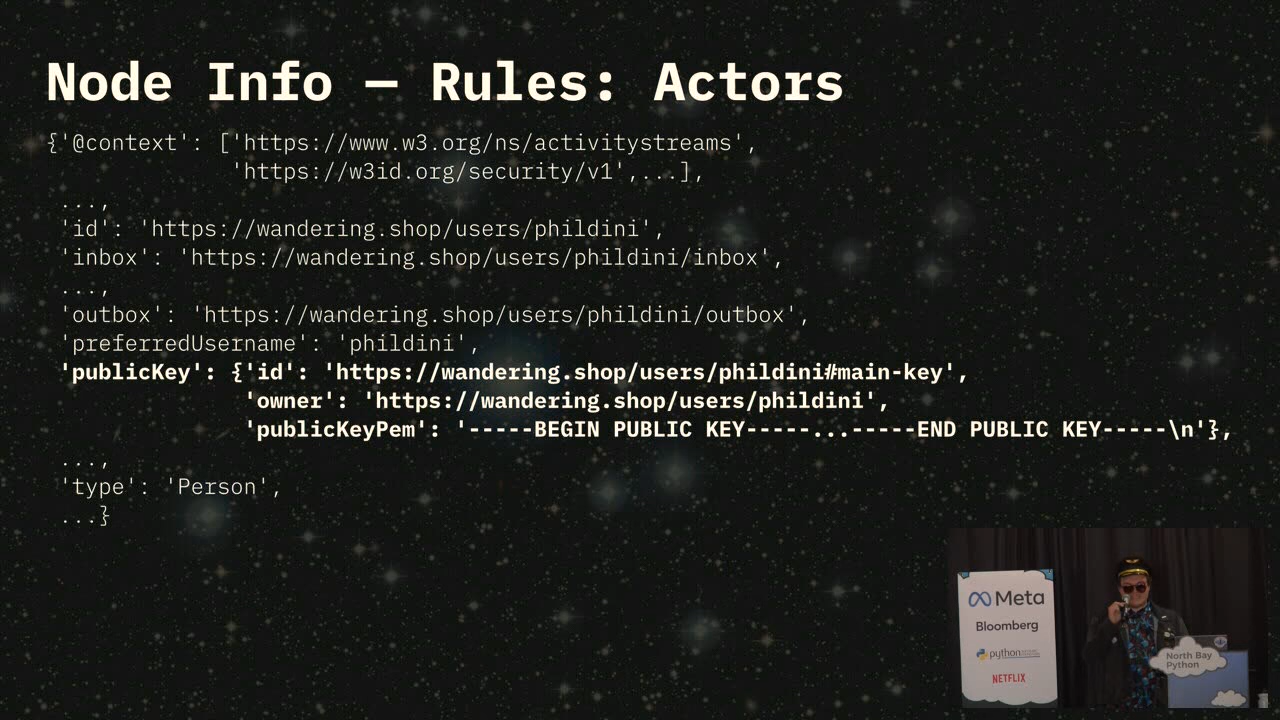 Node Info — Rules: Actors
{'@context': ['https://www.w3.org/ns/activitystreams',
'https://w3id.org/security/v1',...],
...,
'id': 'https://wandering.shop/users/phildini',
'inbox': 'https://wandering.shop/users/phildini/inbox',
...,
'outbox': 'https://wandering.shop/users/phildini/outbox',
'preferredUsername': 'phildini',
'publicKey': {'id': 'https://wandering.shop/users/phildini#main-key',
'owner': 'https://wandering.shop/users/phildini',
'publicKeyPem': '-----BEGIN PUBLIC KEY-----...-----END PUBLIC KEY-----\n'},
...,
'type': 'Person',
...}
Meta
Bloomberg
python
NETFLIX
North Bay
Python